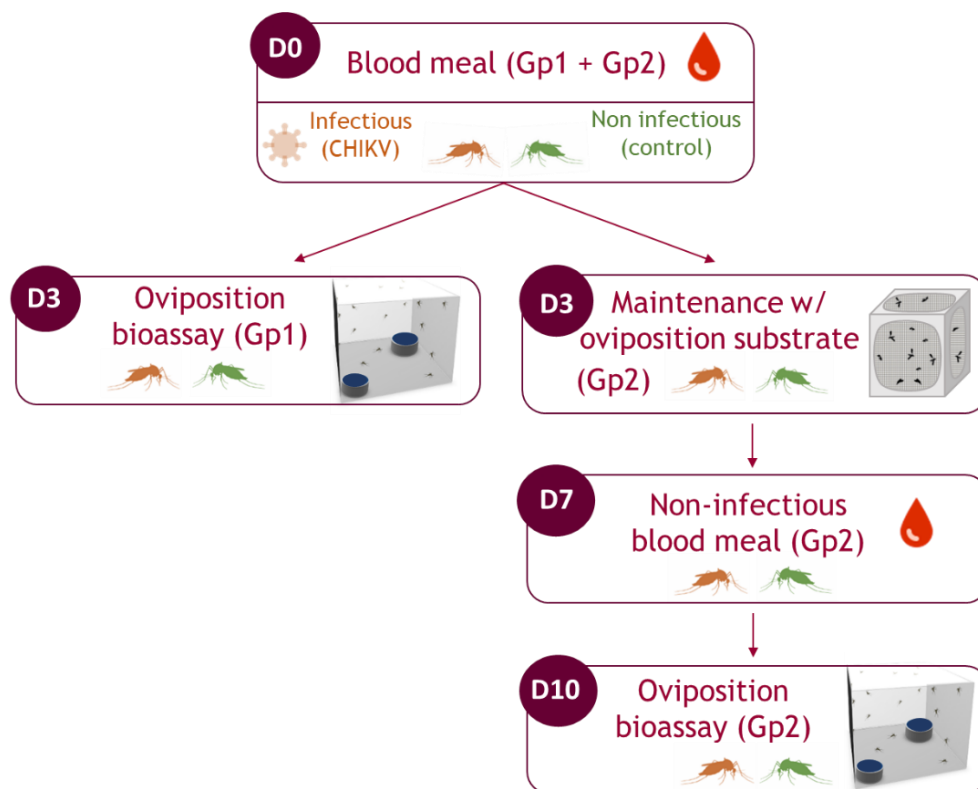 D0
Blood meal (Gp1 + Gp2)
Infectious
(CHIKV)
Non infectious
(control)
D3
Oviposition
bioassay (Gp1)
D3
Maintenance w/
oviposition substrate
(Gp2)
D7
Non-infectious
blood meal (Gp2)
D10
Oviposition
bioassay (Gp2)